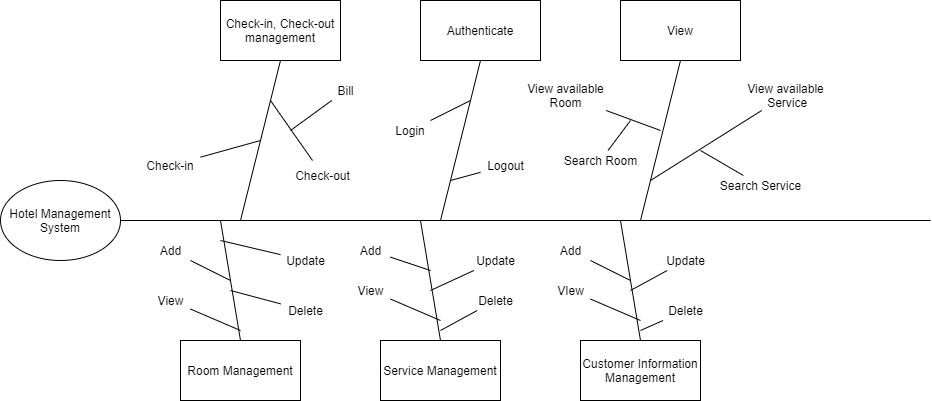 Check-in, Check-out
management
Authenticate
View
Bill
View available
Room
View available
Service
Login
Check-in
Check-out
Logout
Search Room
Search Service
Hotel Management
System
Add
Update
View
Delete
Add
Update
View
Delete
Add
Update
VIew
Delete
Room Management
Service Management
Customer Information
Management